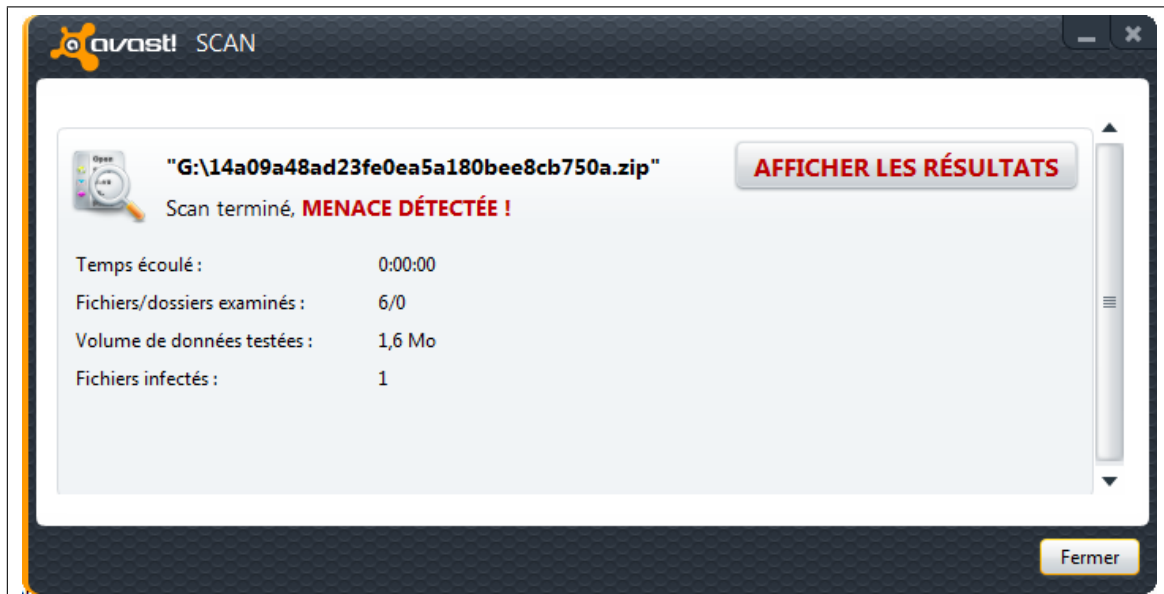 avast! SCAN
"G:\14a09a48ad23fe0ea5a180bee8cb750a.zip"
AFFICHER LES RÉSULTATS
Scan terminé, MENACE DÉTECTÉE !
Temps écoulé : 0:00:00
Fichiers/dossiers examinés : 6/0
Volume de données testées : 1,6 Mo
Fichiers infectés : 1
Fermer